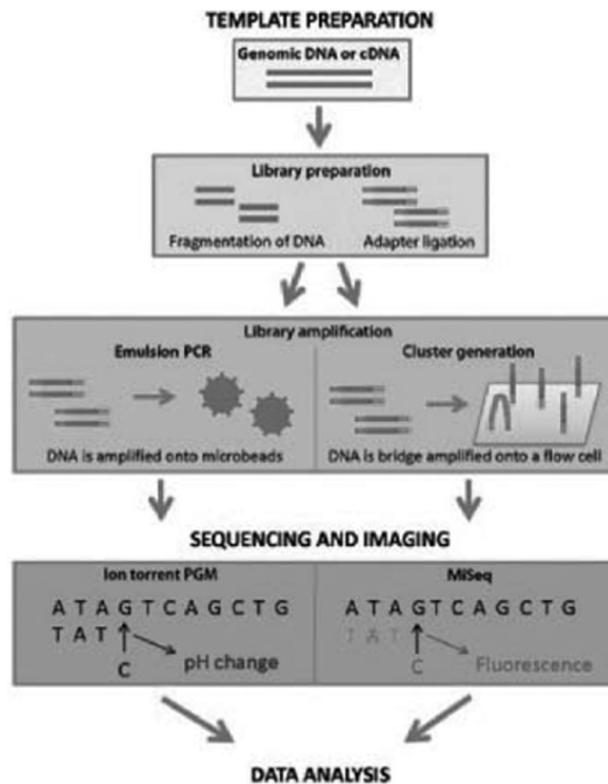 TEMPLATE PREPARATION
Genomic DNA or cDNA
Library preparation
Fragmentation of DNA
Adapter ligation
Library amplification
Emulsion PCR
Cluster generation
DNA is amplified onto microbeads
DNA is bridge amplified onto a flow cell
SEQUENCING AND IMAGING
Ion torrent PGM
MiSeq
A T A G T C A G C T G
T A T
C
pH change
A T A G T C A G C T G
T A T
C
Fluorescence
DATA ANALYSIS